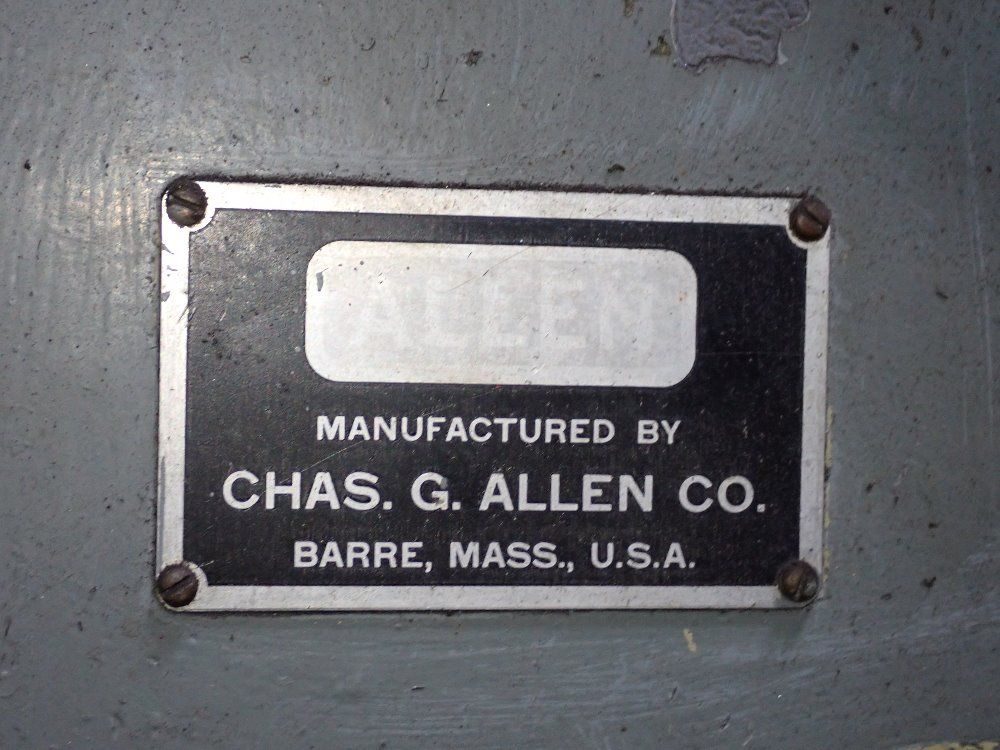 ALLEN
MANUFACTURED BY
CHAS. G. ALLEN CO.
BARRE, MASS., U.S.A.